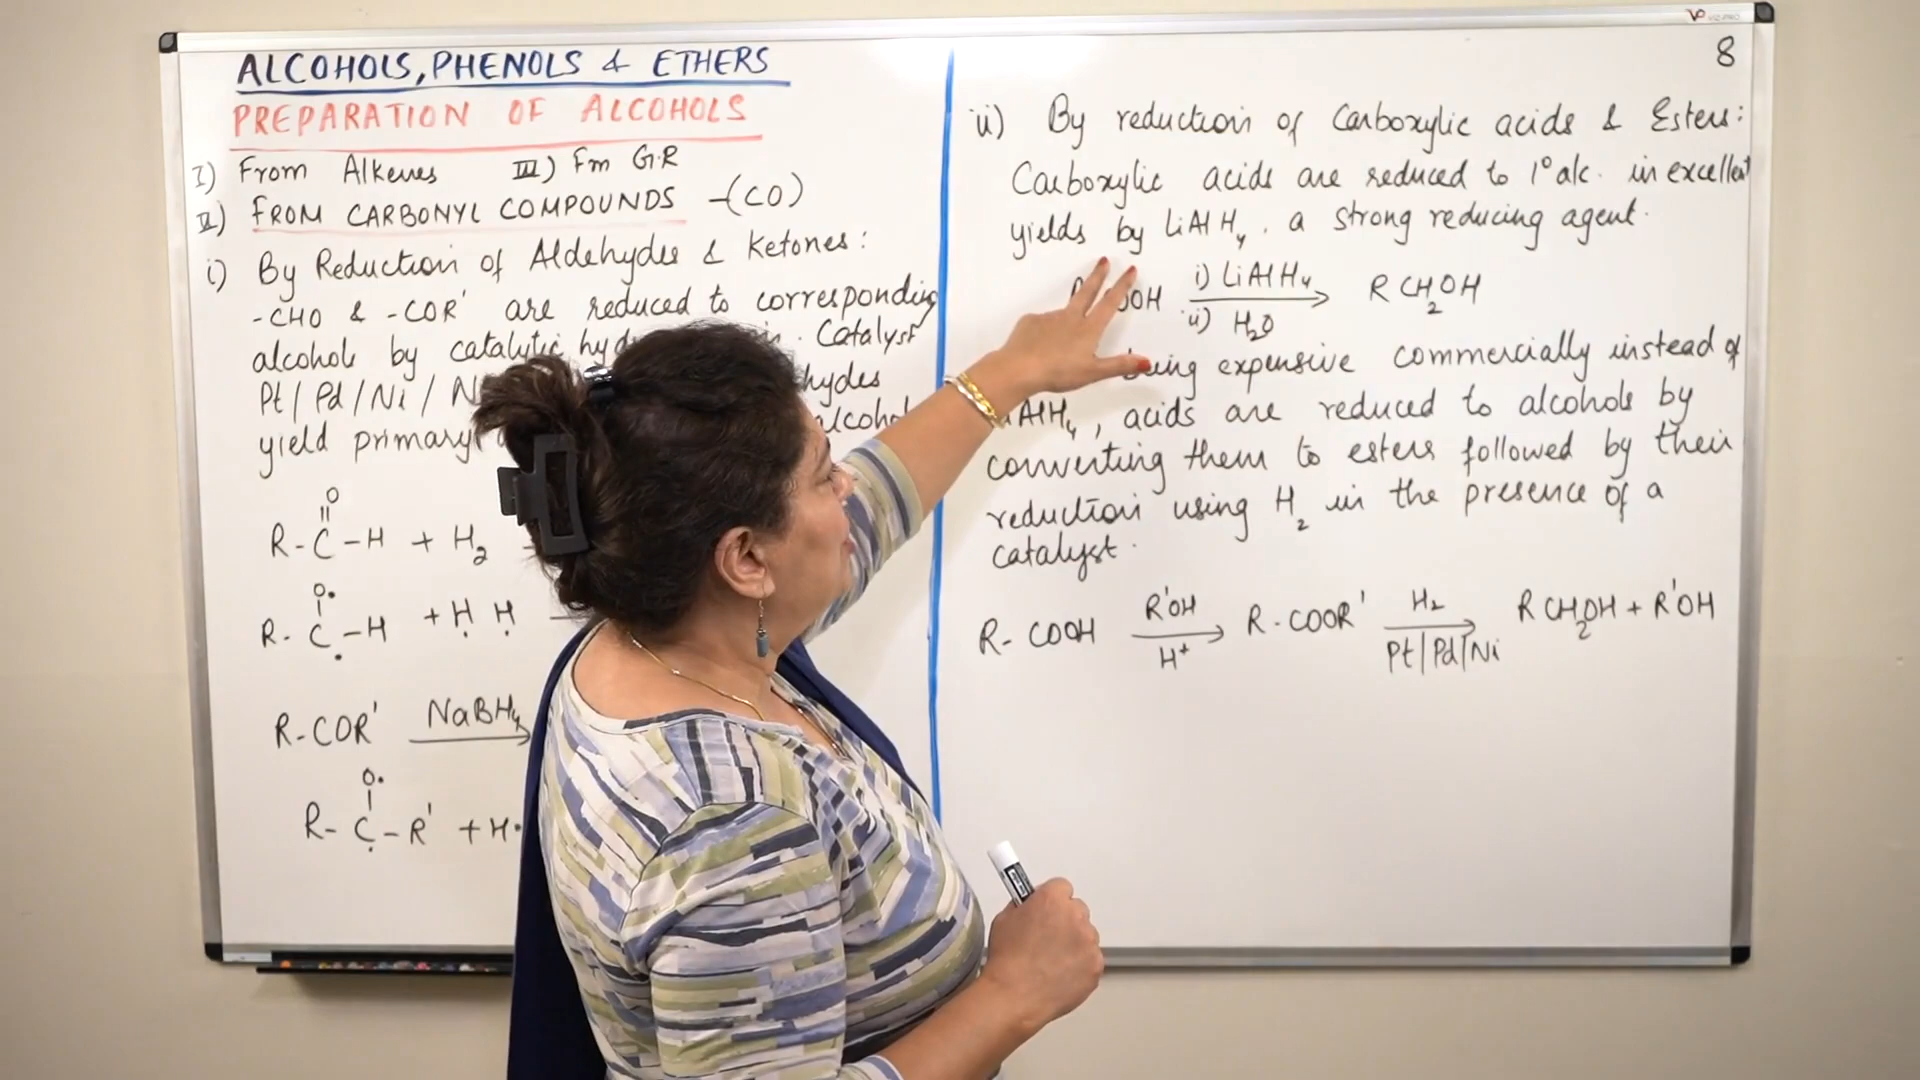 VIZ-PRO
8
ALCOHOLS, PHENOLS & ETHERS
PREPARATION OF ALCOHOLS
I) From Alkenes III) Fm G.R
II) FROM CARBONYL COMPOUNDS -(CO)
i) By Reduction of Aldehydes & Ketones:
-CHO & -COR' are reduced to corresponding
alcohols by catalytic Catalyst
Pt/Pd/Ni/
yield primary
O
||
R-C-H + H2
O.
|
R-C-H + H H
R-COR' NaBH4
O.
|
R-C-R' + H.
ii) By reduction of Carboxylic acids & Esters:
Carboxylic acids are reduced to 1° alc. in excellent
yields by LiAlH4. a strong reducing agent.
i) LiAlH4
OOH → RCH2OH
ii) H2O
being expensive commercially instead of
AlH4, acids are reduced to alcohols by
converting them to esters followed by their
reduction using H2 in the presence of a
catalyst.
R'OH H2
R-COOH → R-COOR' → RCH2OH + R'OH
H+ Pt|Pd|Ni